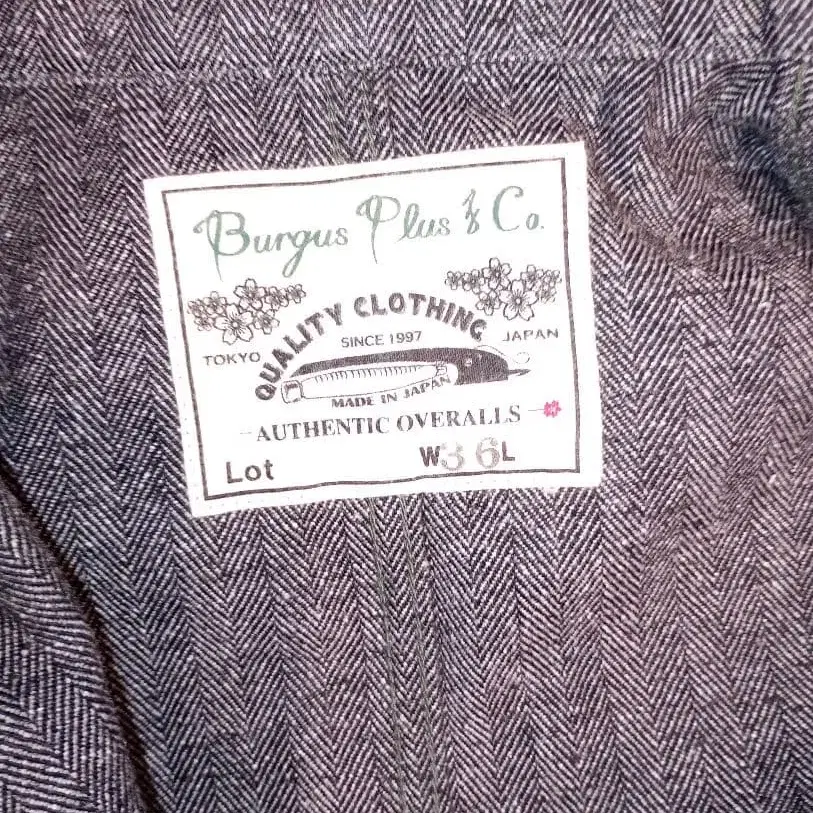 Burgus Plus & Co.
QUALITY CLOTHING
SINCE 1997
TOKYO
JAPAN
MADE IN JAPAN
AUTHENTIC OVERALLS
Lot
W36L